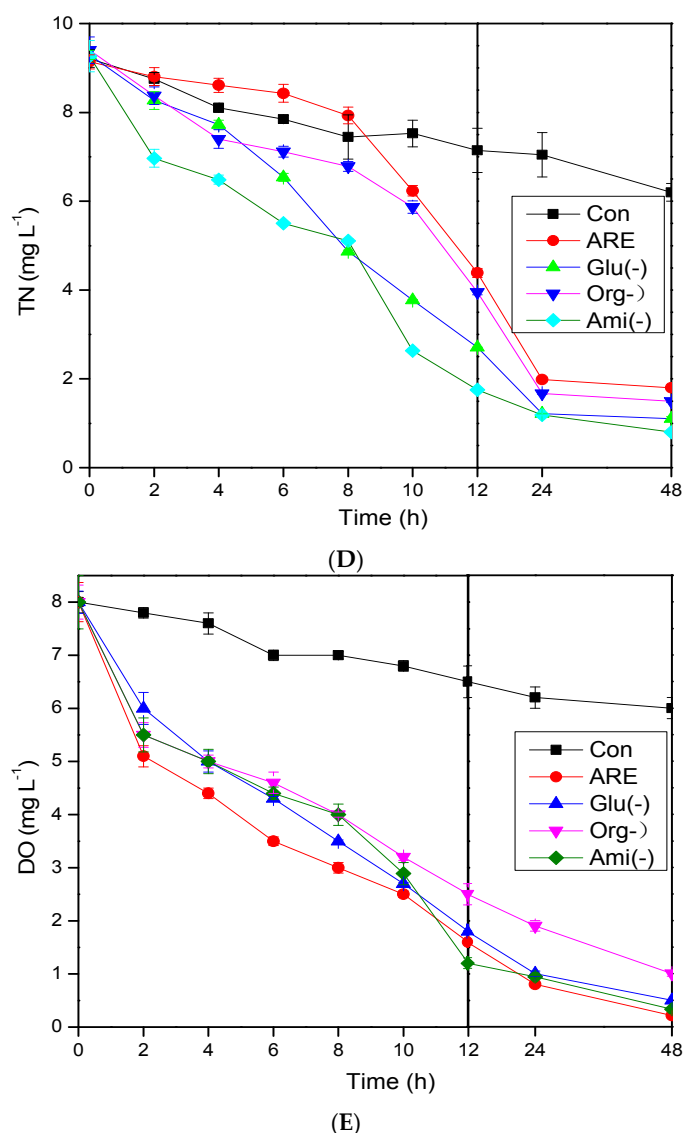 10
8
6
4
2
0
TN (mg L-1)
Con
ARE
Glu(-)
Org-）
Ami(-)
0 2 4 6 8 10 12 24 48
Time (h)
(D)
8
7
6
5
4
3
2
1
0
DO (mg L-1)
Con
ARE
Glu(-)
Org-）
Ami(-)
0 2 4 6 8 10 12 24 48
Time (h)
(E)